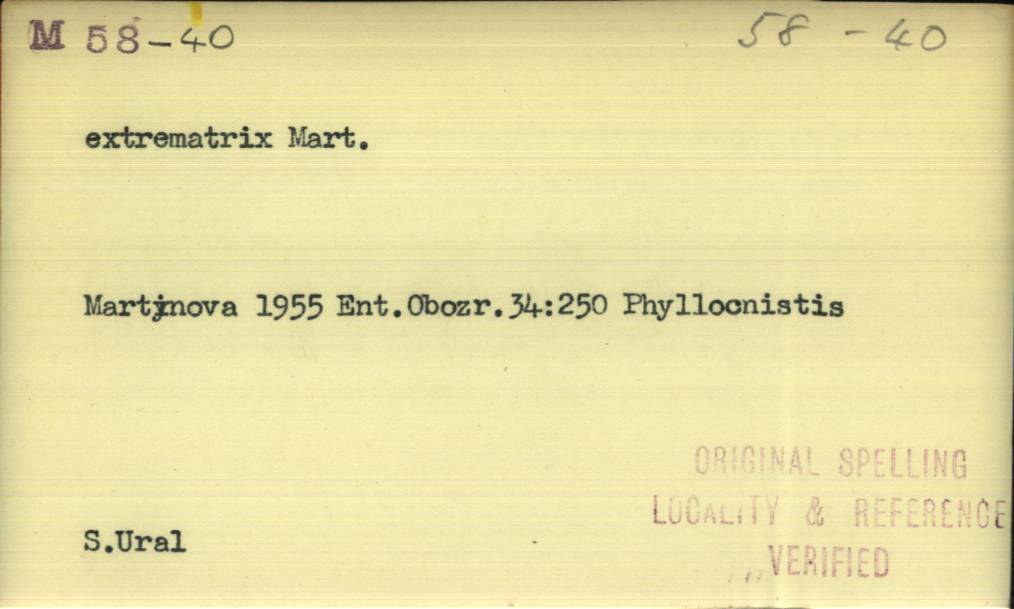 M 58-40 58 - 40
extrematrix Mart.
Martynova 1955 Ent.Obozr.34:250 Phyllocnistis
ORIGINAL SPELLING
LOCALITY & REFERENCE
S.Ural
VERIFIED